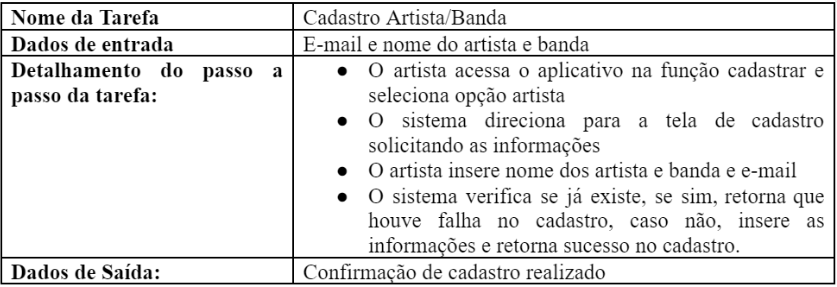 Nome da Tarefa
Cadastro Artista/Banda
Dados de entrada
E-mail e nome do artista e banda
Detalhamento do passo a
passo da tarefa:
● O artista acessa o aplicativo na função cadastrar e
seleciona opção artista
● O sistema direciona para a tela de cadastro
solicitando as informações
● O artista insere nome dos artista e banda e e-mail
● O sistema verifica se já existe, se sim, retorna que
houve falha no cadastro, caso não, insere as
informações e retorna sucesso no cadastro.
Dados de Saída:
Confirmação de cadastro realizado